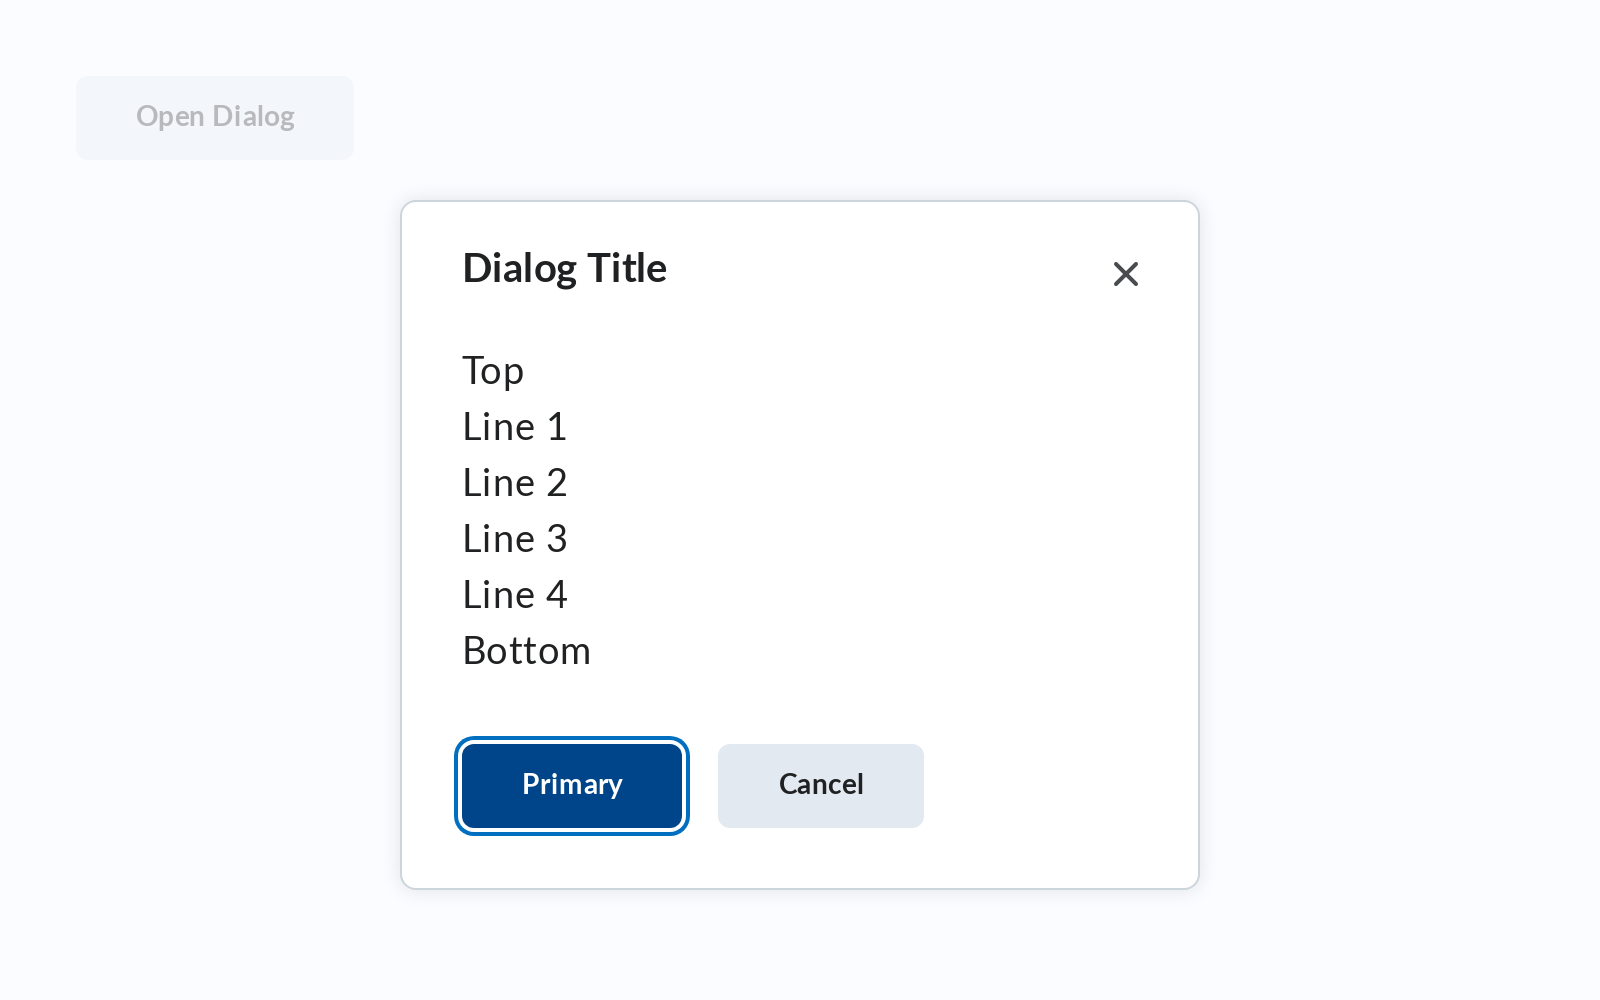 Open Dialog
Dialog Title
Top
Line 1
Line 2
Line 3
Line 4
Bottom
Primary
Cancel